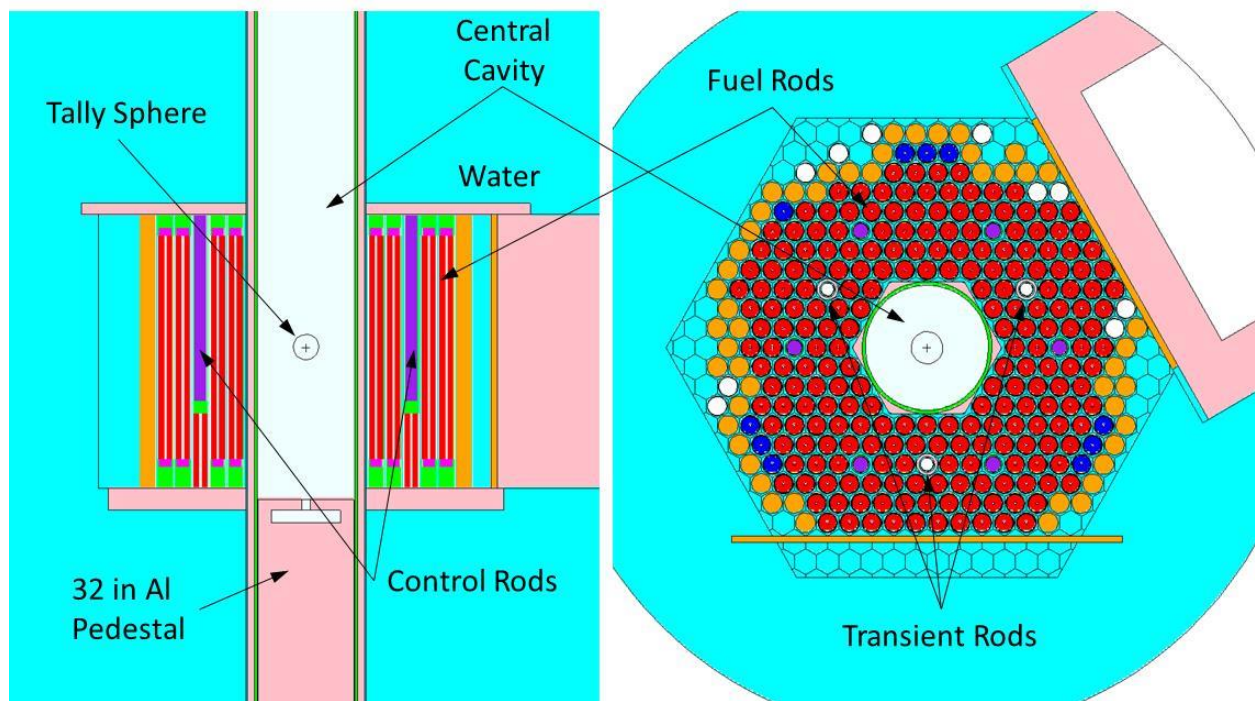 Central
Cavity
Tally Sphere
Water
32 in Al
Pedestal
Control Rods
Fuel Rods
Transient Rods